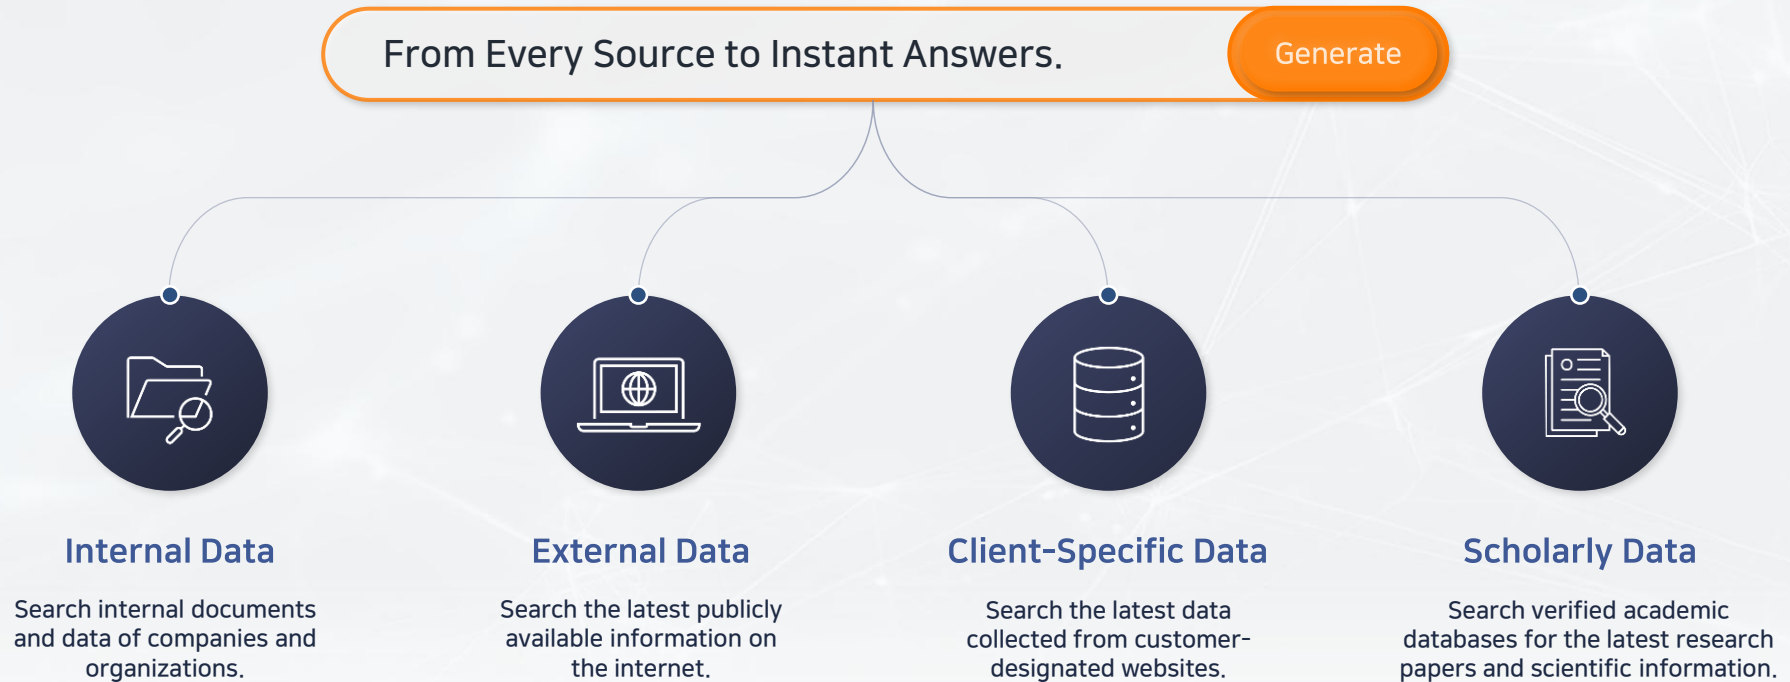 From Every Source to Instant Answers.
Generate
Internal Data
Search internal documents
and data of companies and
organizations.
External Data
Search the latest publicly
available information on
the internet.
Client-Specific Data
Search the latest data
collected from customer-
designated websites.
Scholarly Data
Search verified academic
databases for the latest research
papers and scientific information.